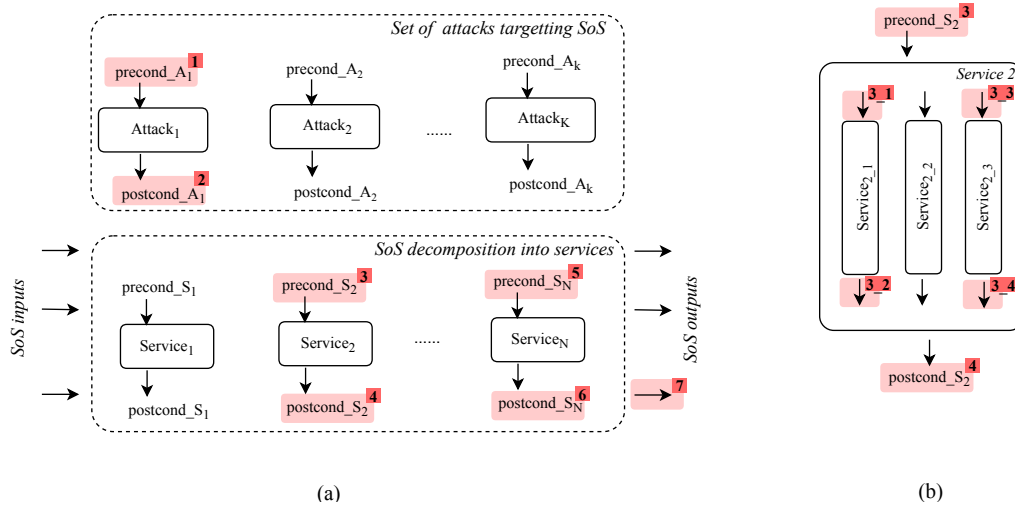 Set of attacks targetting SoS
precond_A1 1
precond_A2
precond_Ak
Attack1
Attack2
......
AttackK
2
postcond_A1
postcond_A2
postcond_Ak
SoS decomposition into services
SoS inputs
precond_S1
precond_S2 3
precond_SN 5
Service1
Service2
......
ServiceN
postcond_S1
postcond_S2 4
postcond_SN 6
7
SoS outputs
(a)
precond_S2 3
Service 2
3_1
3_3
Service2_1
Service2_2
Service2_3
3_2
3_4
postcond_S2 4
(b)